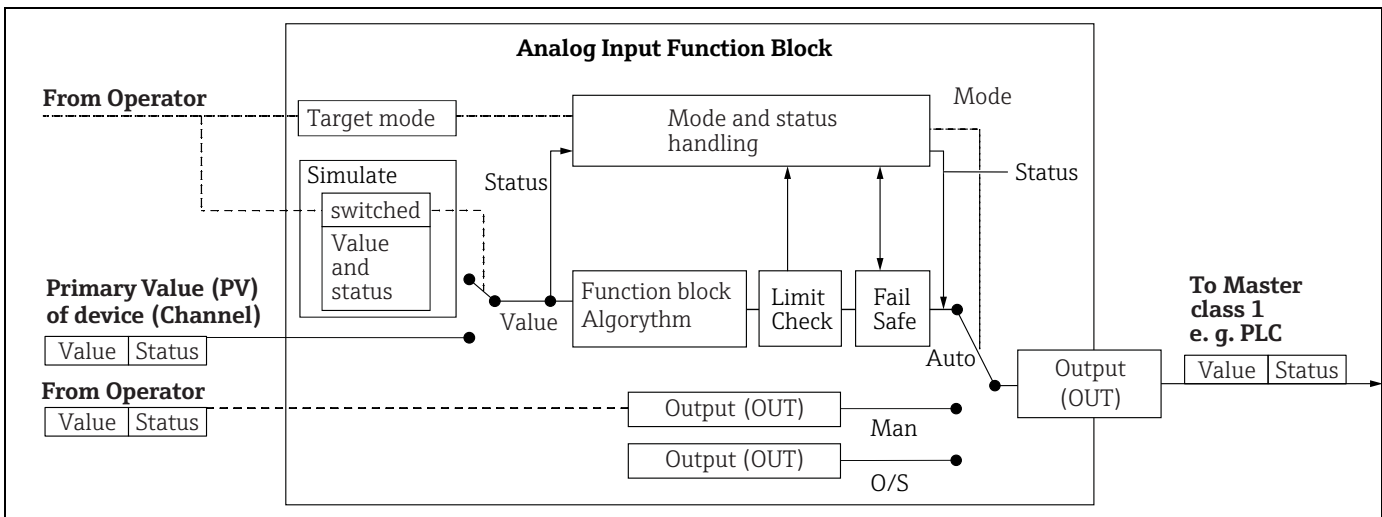 Analog Input Function Block
From Operator
Target mode
Mode and status
handling
Mode
Simulate
switched
Value
and
status
Status
Status
Primary Value (PV)
of device (Channel)
Value Status
Value
Function block
Algorythm
Limit
Check
Fail
Safe
Auto
To Master
class 1
e. g. PLC
Value Status
Output
(OUT)
From Operator
Value Status
Output (OUT)
Man
Output (OUT)
O/S